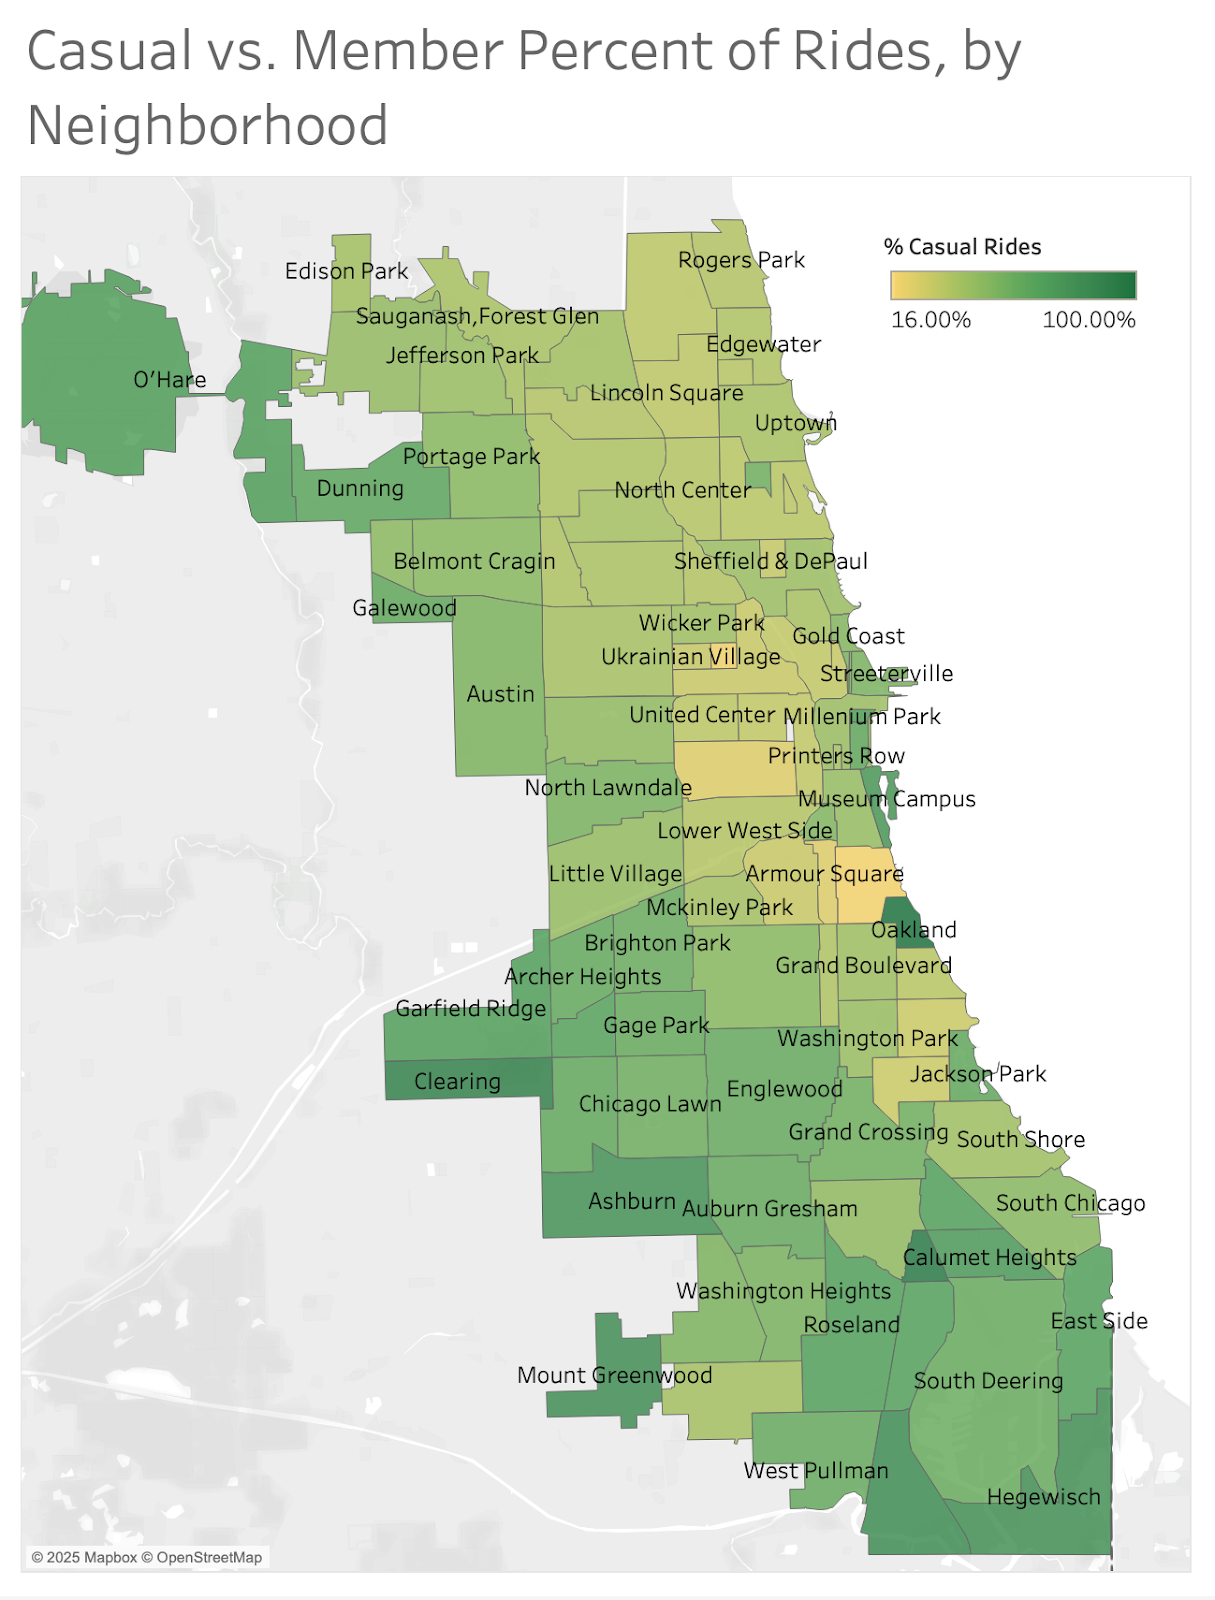 Casual vs. Member Percent of Rides, by
Neighborhood
% Casual Rides
16.00%
100.00%
Rogers Park
Edison Park
Sauganash,Forest Glen
Edgewater
Jefferson Park
O'Hare
Lincoln Square
Uptown
Portage Park
Dunning
North Center
Belmont Cragin
Sheffield & DePaul
Galewood
Wicker Park
Gold Coast
Ukrainian Village
Streeterville
Austin
United Center
Millenium Park
Printers Row
North Lawndale
Museum Campus
Lower West Side
Little Village
Armour Square
Mckinley Park
Oakland
Brighton Park
Grand Boulevard
Archer Heights
Garfield Ridge
Gage Park
Washington Park
Jackson Park
Clearing
Englewood
Chicago Lawn
Grand Crossing
South Shore
Ashburn
Auburn Gresham
South Chicago
Calumet Heights
Washington Heights
Roseland
East Side
Mount Greenwood
South Deering
West Pullman
Hegewisch
© 2025 Mapbox © OpenStreetMap